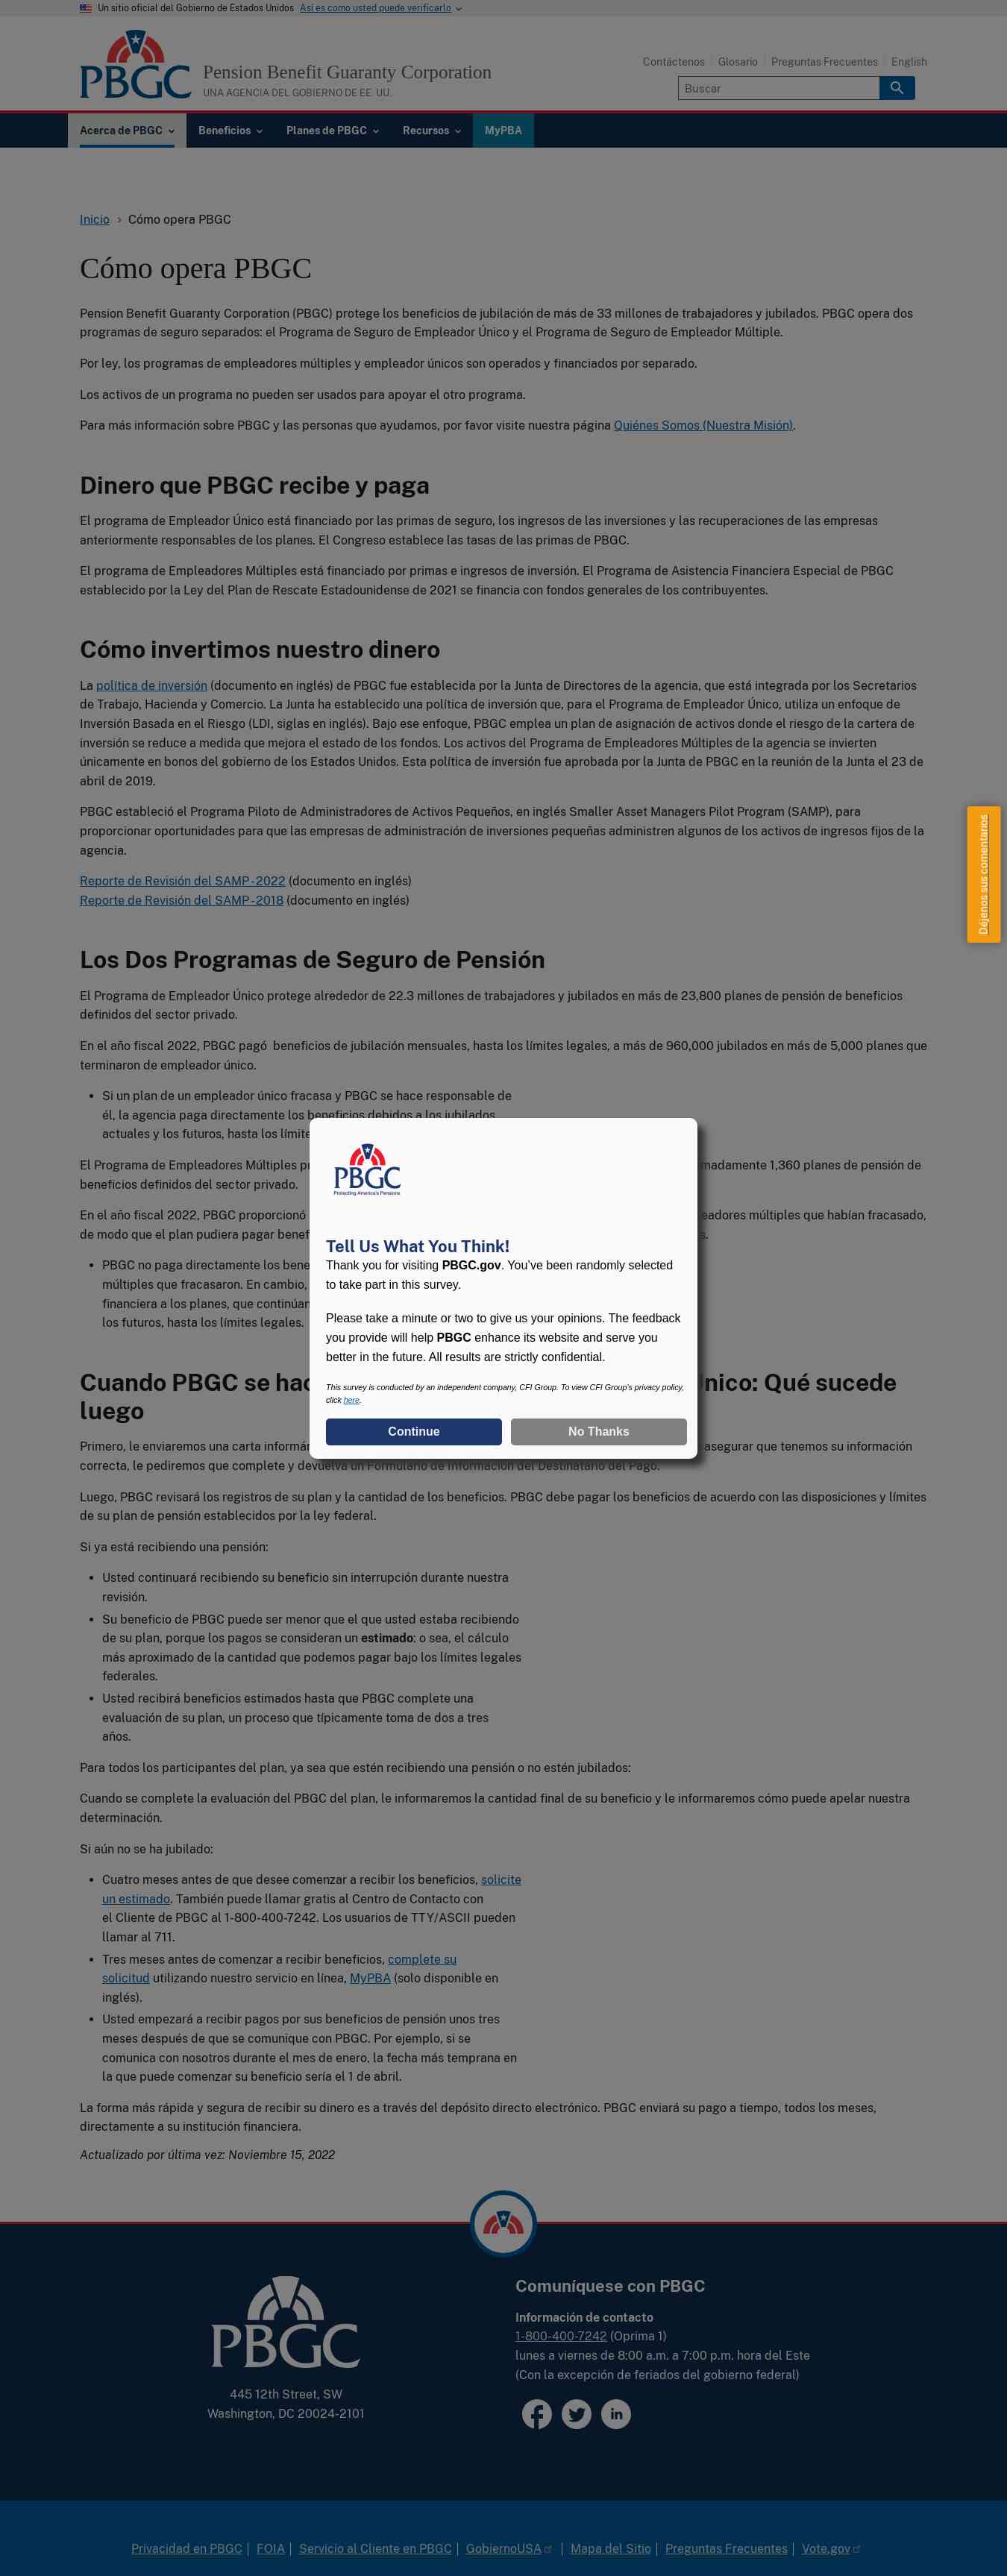 Un sitio oficial del Gobierno de Estados Unidos Así es como usted puede verificarlo
PBGC
Pension Benefit Guaranty Corporation
UNA AGENCIA DEL GOBIERNO DE EE. UU.
Contáctenos Glosario Preguntas Frecuentes English
Buscar
Acerca de PBGC Beneficios Planes de PBGC Recursos MyPBA
Inicio > Cómo opera PBGC
Cómo opera PBGC
Pension Benefit Guaranty Corporation (PBGC) protege los beneficios de jubilación de más de 33 millones de trabajadores y jubilados. PBGC opera dos
programas de seguro separados: el Programa de Seguro de Empleador Único y el Programa de Seguro de Empleador Múltiple.
Por ley, los programas de empleadores múltiples y empleador únicos son operados y financiados por separado.
Los activos de un programa no pueden ser usados para apoyar el otro programa.
Para más información sobre PBGC y las personas que ayudamos, por favor visite nuestra página Quiénes Somos (Nuestra Misión).
Dinero que PBGC recibe y paga
El programa de Empleador Único está financiado por las primas de seguro, los ingresos de las inversiones y las recuperaciones de las empresas
anteriormente responsables de los planes. El Congreso establece las tasas de las primas de PBGC.
El programa de Empleadores Múltiples está financiado por primas e ingresos de inversión. El Programa de Asistencia Financiera Especial de PBGC
establecido por la Ley del Plan de Rescate Estadounidense de 2021 se financia con fondos generales de los contribuyentes.
Cómo invertimos nuestro dinero
La política de inversión (documento en inglés) de PBGC fue establecida por la Junta de Directores de la agencia, que está integrada por los Secretarios
de Trabajo, Hacienda y Comercio. La Junta ha establecido una política de inversión que, para el Programa de Empleador Único, utiliza un enfoque de
Inversión Basada en el Riesgo (LDI, siglas en inglés). Bajo ese enfoque, PBGC emplea un plan de asignación de activos donde el riesgo de la cartera de
inversión se reduce a medida que mejora el estado de los fondos. Los activos del Programa de Empleadores Múltiples de la agencia se invierten
únicamente en bonos del gobierno de los Estados Unidos. Esta política de inversión fue aprobada por la Junta de PBGC en la reunión de la Junta el 23 de
abril de 2019.
PBGC estableció el Programa Piloto de Administradores de Activos Pequeños, en inglés Smaller Asset Managers Pilot Program (SAMP), para
proporcionar oportunidades para que las empresas de administración de inversiones pequeñas administren algunos de los activos de ingresos fijos de la
agencia.
Reporte de Revisión del SAMP - 2022 (documento en inglés)
Reporte de Revisión del SAMP - 2018 (documento en inglés)
Déjenos sus comentarios
Los Dos Programas de Seguro de Pensión
El Programa de Empleador Único protege alrededor de 22.3 millones de trabajadores y jubilados en más de 23,800 planes de pensión de beneficios
definidos del sector privado.
En el año fiscal 2022, PBGC pagó beneficios de jubilación mensuales, hasta los límites legales, a más de 960,000 jubilados en más de 5,000 planes que
terminaron de empleador único.
• Si un plan de un empleador único fracasa y PBGC se hace responsable de
él, la agencia paga directamente los beneficios debidos a los jubilados
actuales y los futuros, hasta los límite
El Programa de Empleadores Múltiples pr madamente 1,360 planes de pensión de
beneficios definidos del sector privado.
En el año fiscal 2022, PBGC proporcionó eadores múltiples que habían fracasado,
de modo que el plan pudiera pagar benef s.
• PBGC no paga directamente los bene
múltiples que fracasaron. En cambio,
financiera a los planes, que continúan
los futuros, hasta los límites legales.
PBGC
Protecting America's Pensions
Tell Us What You Think!
Thank you for visiting PBGC.gov. You've been randomly selected
to take part in this survey.
Please take a minute or two to give us your opinions. The feedback
you provide will help PBGC enhance its website and serve you
better in the future. All results are strictly confidential.
This survey is conducted by an independent company, CFI Group. To view CFI Group's privacy policy,
click here.
Continue No Thanks
Cuando PBGC se hac nico: Qué sucede
luego
Primero, le enviaremos una carta informán asegurar que tenemos su información
correcta, le pediremos que complete y devuelva un Formulario de Información del Destinatario del Pago.
Luego, PBGC revisará los registros de su plan y la cantidad de los beneficios. PBGC debe pagar los beneficios de acuerdo con las disposiciones y límites
de su plan de pensión establecidos por la ley federal.
Si ya está recibiendo una pensión:
• Usted continuará recibiendo su beneficio sin interrupción durante nuestra
revisión.
• Su beneficio de PBGC puede ser menor que el que usted estaba recibiendo
de su plan, porque los pagos se consideran un estimado: o sea, el cálculo
más aproximado de la cantidad que podemos pagar bajo los límites legales
federales.
• Usted recibirá beneficios estimados hasta que PBGC complete una
evaluación de su plan, un proceso que típicamente toma de dos a tres
años.
Para todos los participantes del plan, ya sea que estén recibiendo una pensión o no estén jubilados:
Cuando se complete la evaluación del PBGC del plan, le informaremos la cantidad final de su beneficio y le informaremos cómo puede apelar nuestra
determinación.
Si aún no se ha jubilado:
• Cuatro meses antes de que desee comenzar a recibir los beneficios, solicite
un estimado. También puede llamar gratis al Centro de Contacto con
el Cliente de PBGC al 1-800-400-7242. Los usuarios de TTY/ASCII pueden
llamar al 711.
• Tres meses antes de comenzar a recibir beneficios, complete su
solicitud utilizando nuestro servicio en línea, MyPBA (solo disponible en
inglés).
• Usted empezará a recibir pagos por sus beneficios de pensión unos tres
meses después de que se comunique con PBGC. Por ejemplo, si se
comunica con nosotros durante el mes de enero, la fecha más temprana en
la que puede comenzar su beneficio sería el 1 de abril.
La forma más rápida y segura de recibir su dinero es a través del depósito directo electrónico. PBGC enviará su pago a tiempo, todos los meses,
directamente a su institución financiera.
Actualizado por última vez: Noviembre 15, 2022
PBGC
445 12th Street, SW
Washington, DC 20024-2101
Comuníquese con PBGC
Información de contacto
1-800-400-7242 (Oprima 1)
lunes a viernes de 8:00 a.m. a 7:00 p.m. hora del Este
(Con la excepción de feriados del gobierno federal)
Privacidad en PBGC | FOIA | Servicio al Cliente en PBGC | GobiernoUSA | Mapa del Sitio | Preguntas Frecuentes | Vote.gov